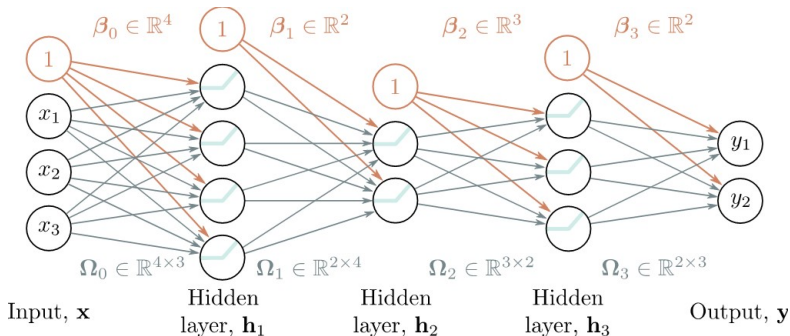 β₀ ∈ ℝ⁴
β₁ ∈ ℝ²
β₂ ∈ ℝ³
β₃ ∈ ℝ²
1
1
1
1
x₁
x₂
x₃
y₁
y₂
Ω₀ ∈ ℝ⁴ˣ³
Ω₁ ∈ ℝ²ˣ⁴
Ω₂ ∈ ℝ³ˣ²
Ω₃ ∈ ℝ²ˣ³
Input, x
Hidden
layer, h₁
Hidden
layer, h₂
Hidden
layer, h₃
Output, y